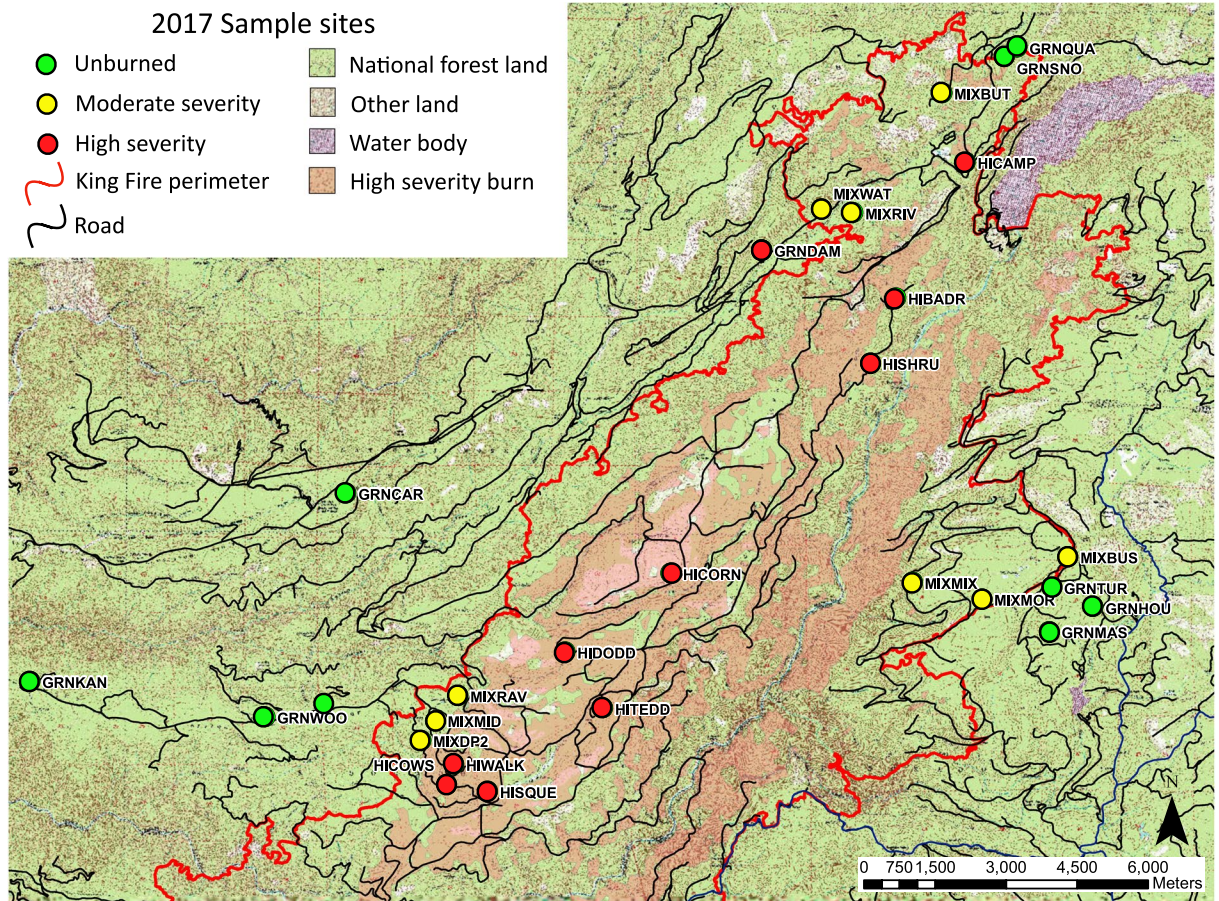 2017 Sample sites
Unburned
Moderate severity
High severity
King Fire perimeter
Road
National forest land
Other land
Water body
High severity burn
GRNQUA
GRNSNO
MIXBUT
HICAMP
MIXWAT
MIXRIV
GRNDAM
HIBADR
HISHRU
GRNCAR
MIXBUS
HICORN
MIXMIX
GRNTUR
MIXMOR
GRNHOU
GRNMAS
HIDODD
GRNKAN
MIXRAV
HITEDD
GRNWOO
MIXMID
MIXDP2
HICOWS
HIWALK
HISQUE
N
0 750 1,500 3,000 4,500 6,000
Meters